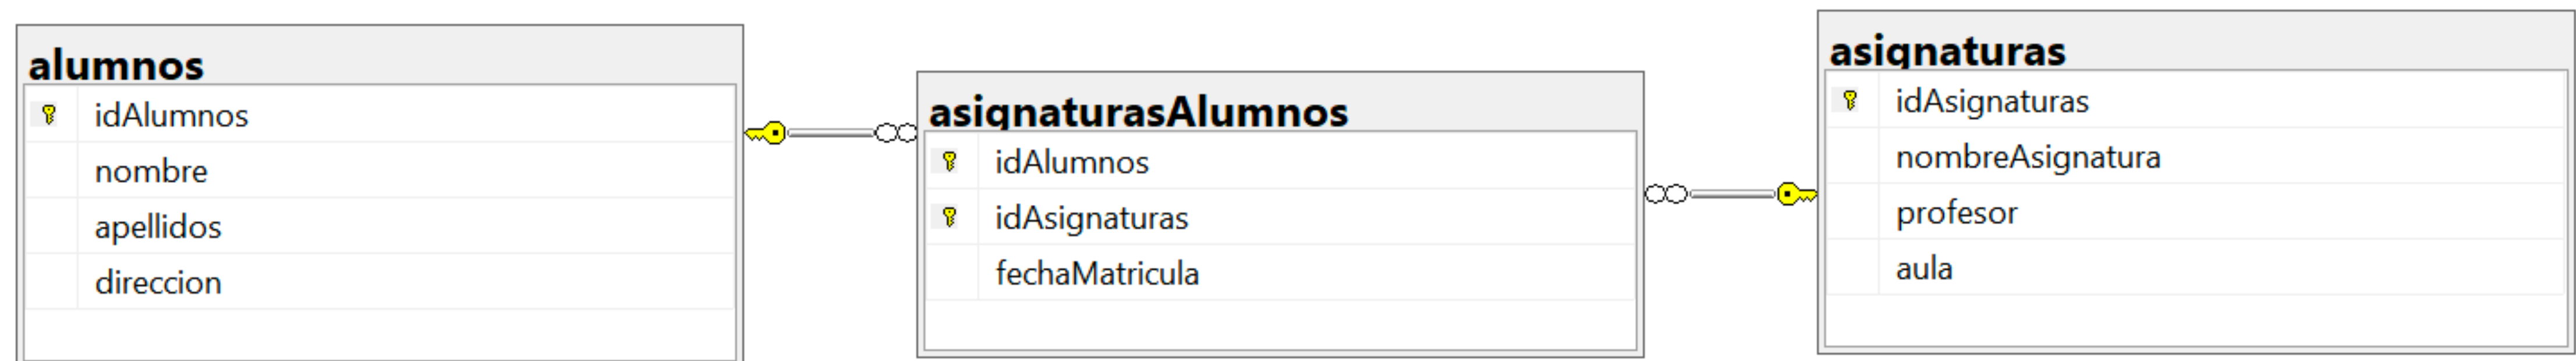 alumnos
idAlumnos
nombre
apellidos
direccion
asignaturasAlumnos
idAlumnos
idAsignaturas
fechaMatricula
asignaturas
idAsignaturas
nombreAsignatura
profesor
aula